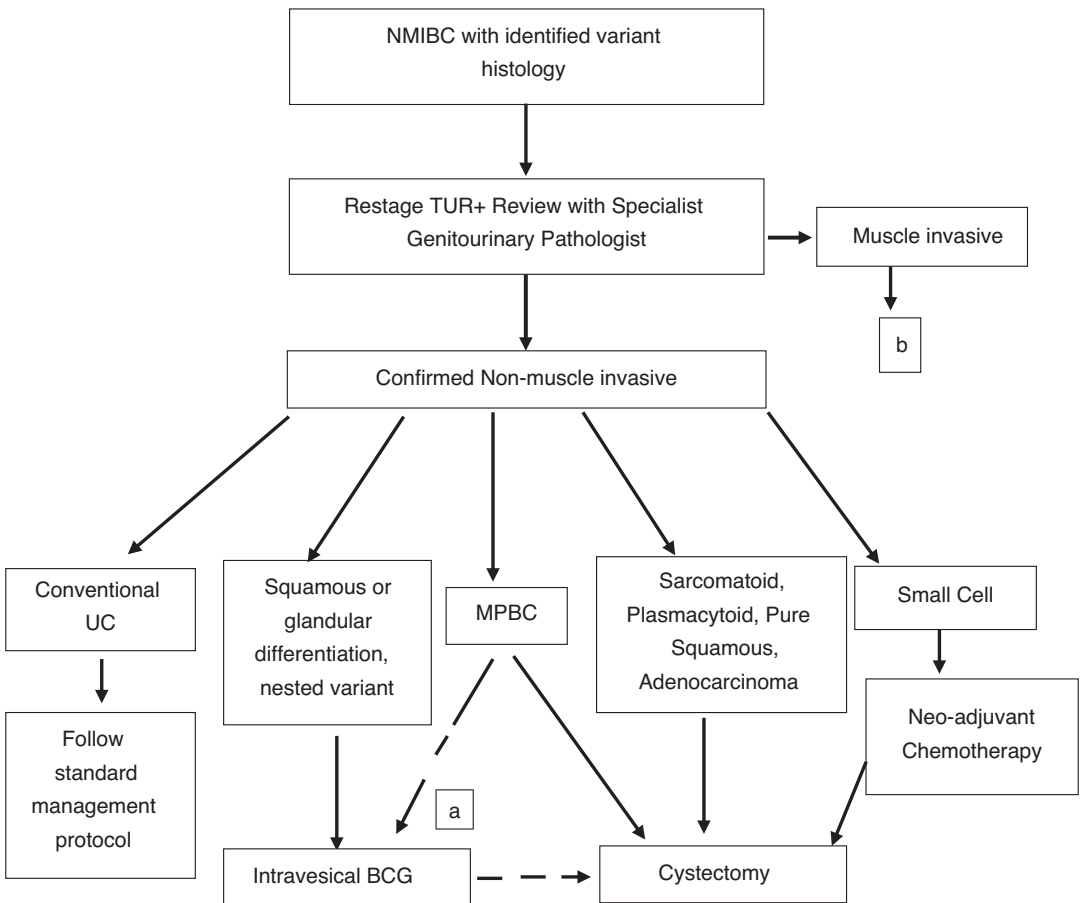 NMIBC with identified variant
histology
Restage TUR+ Review with Specialist
Genitourinary Pathologist
Muscle invasive
b
Confirmed Non-muscle invasive
Conventional
UC
Squamous or
glandular
differentiation,
nested variant
MPBC
Sarcomatoid,
Plasmacytoid, Pure
Squamous,
Adenocarcinoma
Small Cell
Follow
standard
management
protocol
Neo-adjuvant
Chemotherapy
a
Intravesical BCG
Cystectomy